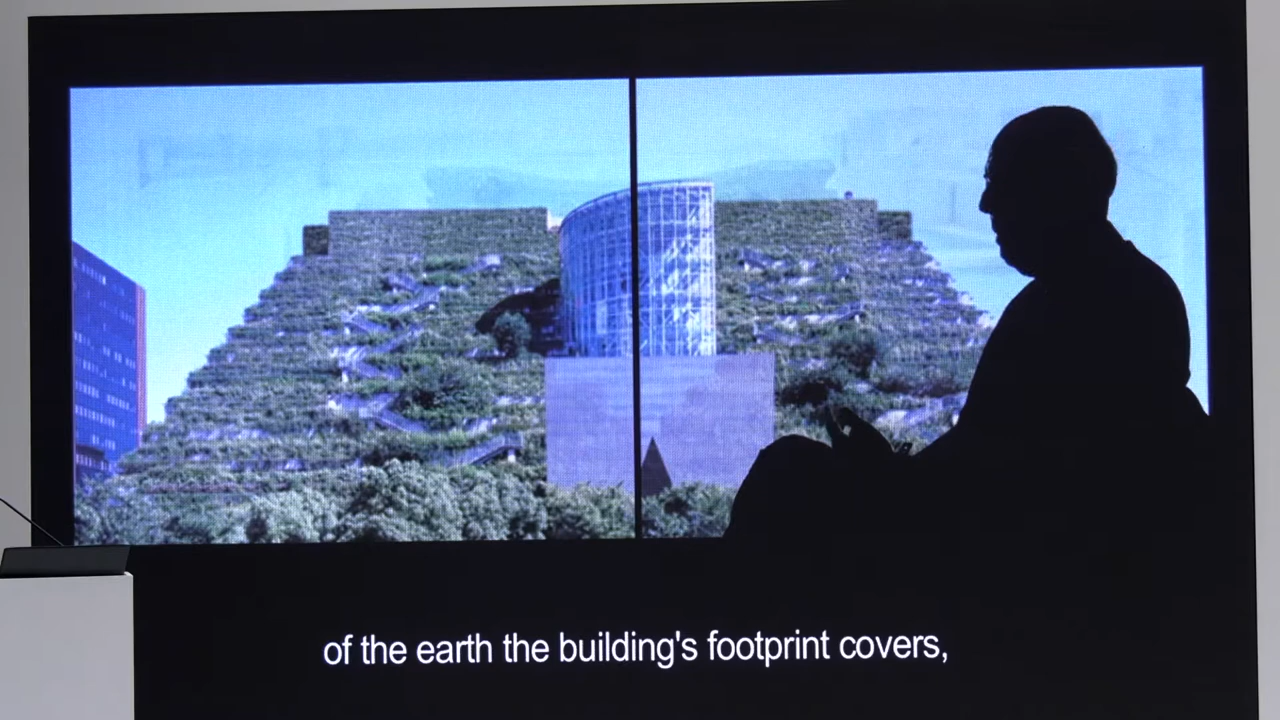 of the earth the building's footprint covers,